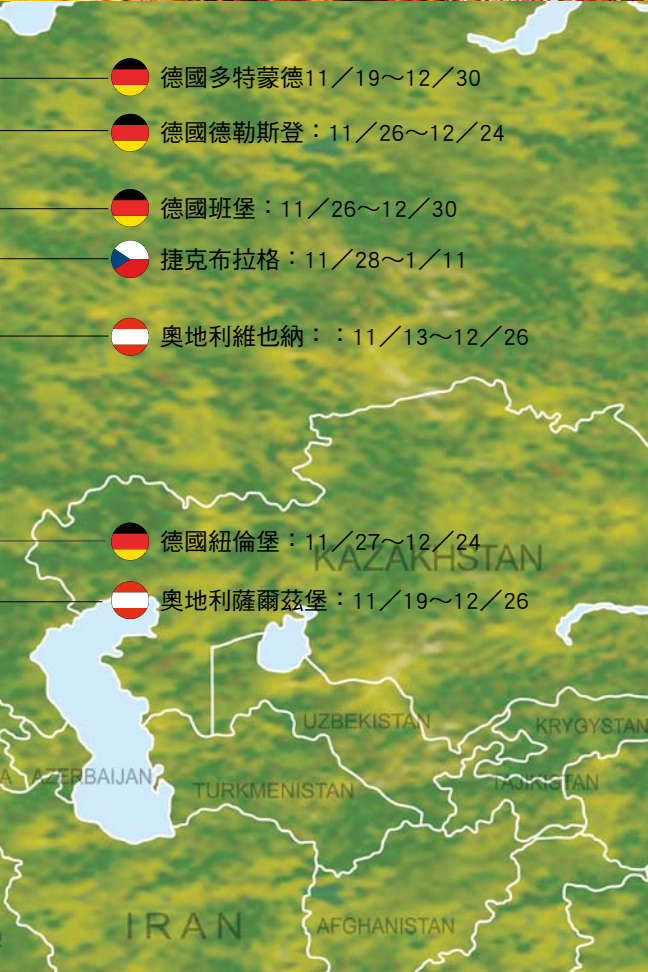 德國多特蒙德11／19～12／30
德國德勒斯登：11／26～12／24
德國班堡：11／26～12／30
捷克布拉格：11／28～1／11
奧地利維也納：：11／13～12／26
德國紐倫堡：11／27～12／24
KAZAKHSTAN
奧地利薩爾茲堡：11／19～12／26
UZBEKISTAN
KRYGYSTAN
AZERBAIJAN
TURKMENISTAN
TAJIKISTAN
IRAN
AFGHANISTAN